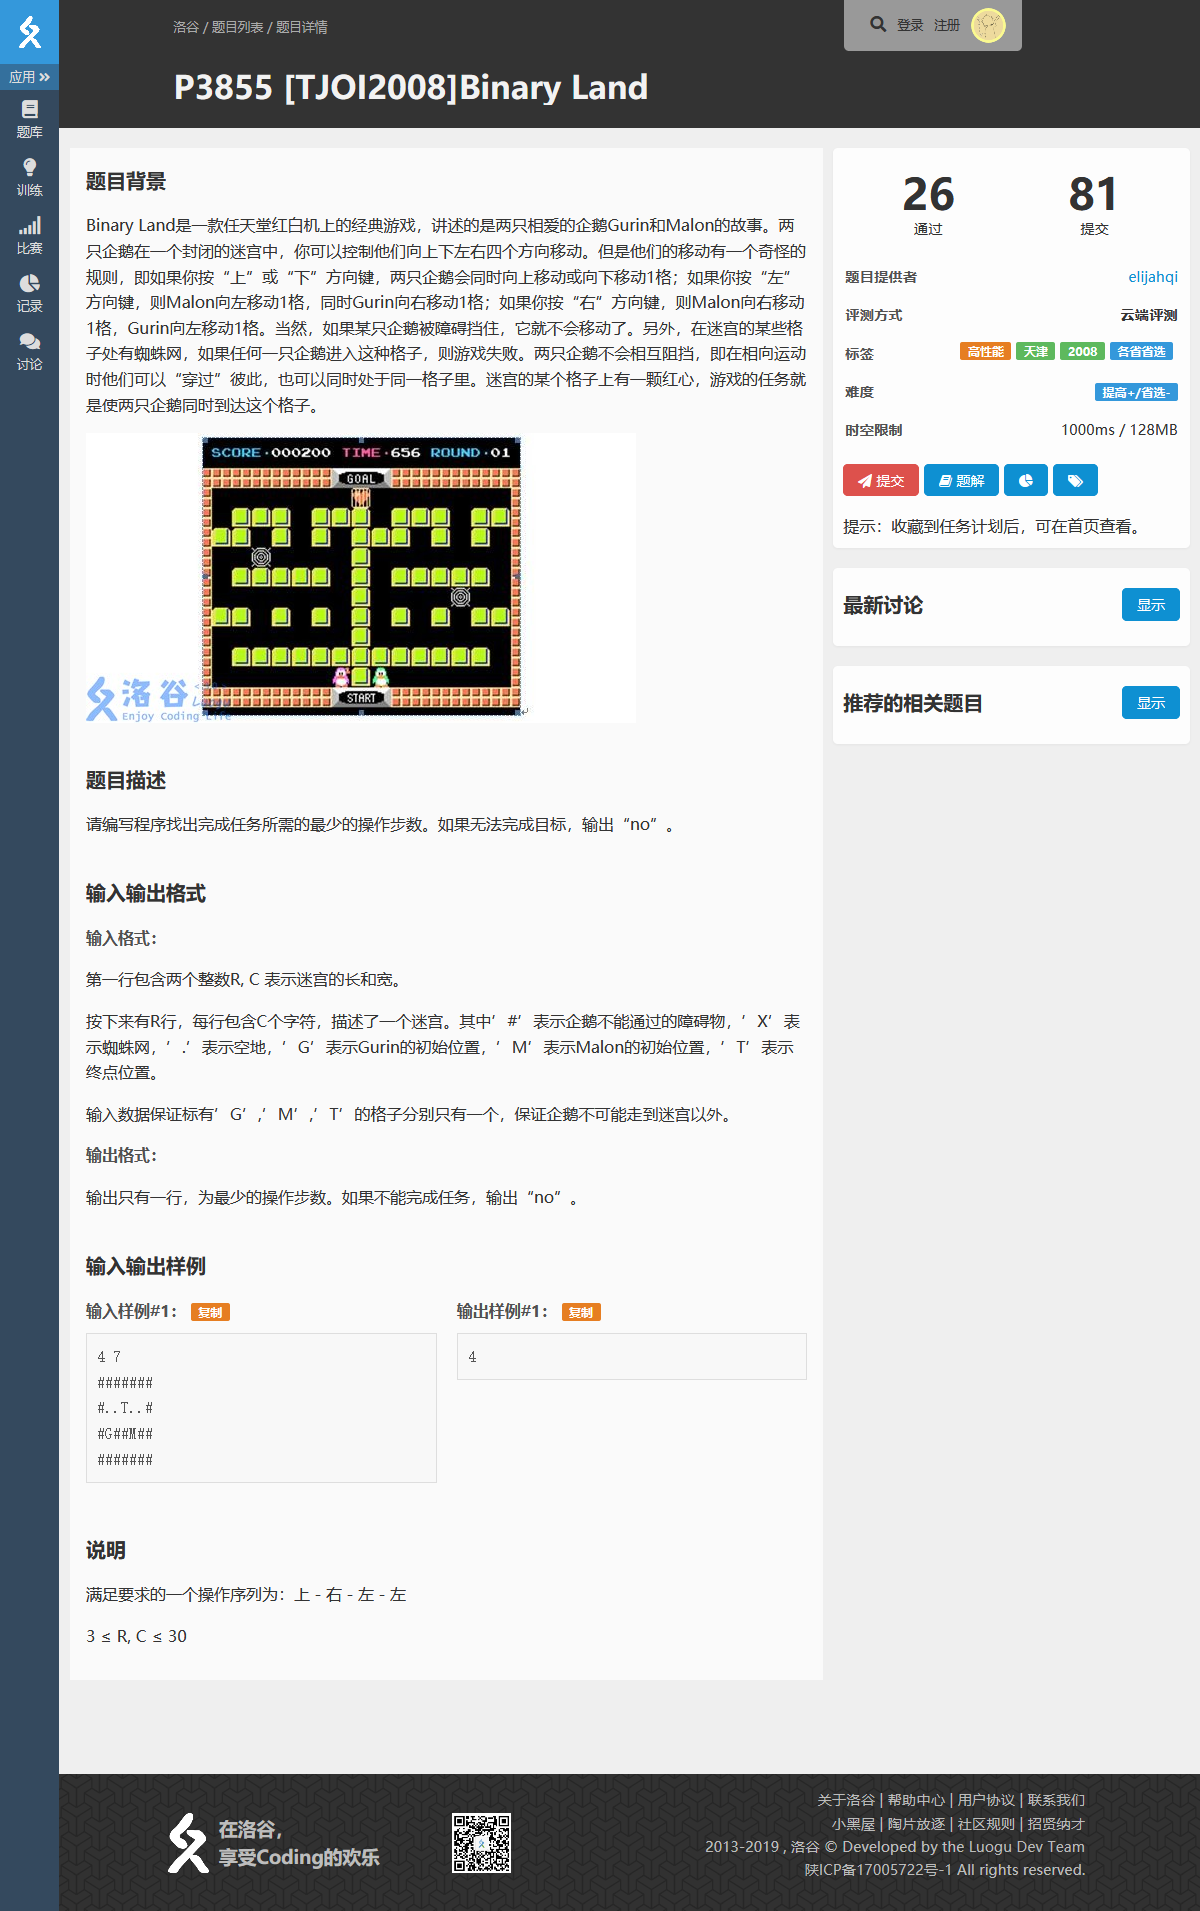 洛谷 / 题目列表 / 题目详情
登录 注册
应用
题库
训练
比赛
记录
讨论
P3855 [TJOI2008]Binary Land
题目背景
Binary Land是一款任天堂红白机上的经典游戏，讲述的是两只相爱的企鹅Gurin和Malon的故事。两
只企鹅在一个封闭的迷宫中，你可以控制他们向上下左右四个方向移动。但是他们的移动有一个奇怪的
规则，即如果你按“上”或“下”方向键，两只企鹅会同时向上移动或向下移动1格；如果你按“左”
方向键，则Malon向左移动1格，同时Gurin向右移动1格；如果你按“右”方向键，则Malon向右移动
1格，Gurin向左移动1格。当然，如果某只企鹅被障碍挡住，它就不会移动了。另外，在迷宫的某些格
子处有蜘蛛网，如果任何一只企鹅进入这种格子，则游戏失败。两只企鹅不会相互阻挡，即在相向运动
时他们可以“穿过”彼此，也可以同时处于同一格子里。迷宫的某个格子上有一颗红心，游戏的任务就
是使两只企鹅同时到达这个格子。
SCORE·000200 TIME·656 ROUND·01
GOAL
START
洛谷
Enjoy Coding Life
题目描述
请编写程序找出完成任务所需的最少的操作步数。如果无法完成目标，输出“no”。
输入输出格式
输入格式：
第一行包含两个整数R, C 表示迷宫的长和宽。
按下来有R行，每行包含C个字符，描述了一个迷宫。其中’#’表示企鹅不能通过的障碍物，’X’表
示蜘蛛网，’.’表示空地，’G’表示Gurin的初始位置，’M’表示Malon的初始位置，’T’表示
终点位置。
输入数据保证标有’G’,’M’,’T’的格子分别只有一个，保证企鹅不可能走到迷宫以外。
输出格式：
输出只有一行，为最少的操作步数。如果不能完成任务，输出“no”。
输入输出样例
输入样例#1： 复制
4 7
#######
#..T..#
#G##M##
#######
输出样例#1： 复制
4
说明
满足要求的一个操作序列为：上 - 右 - 左 - 左
3 ≤ R, C ≤ 30
26 81
通过 提交
题目提供者 elijahqi
评测方式 云端评测
标签 高性能 天津 2008 各省省选
难度 提高+/省选-
时空限制 1000ms / 128MB
提交 题解
提示：收藏到任务计划后，可在首页查看。
最新讨论 显示
推荐的相关题目 显示
在洛谷，
享受Coding的欢乐
关于洛谷 | 帮助中心 | 用户协议 | 联系我们
小黑屋 | 陶片放逐 | 社区规则 | 招贤纳才
2013-2019 , 洛谷 © Developed by the Luogu Dev Team
陕ICP备17005722号-1 All rights reserved.